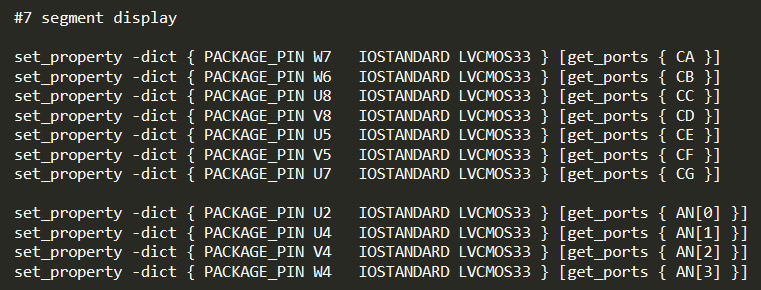 #7 segment display
set_property -dict { PACKAGE_PIN W7   IOSTANDARD LVCMOS33 } [get_ports { CA }]
set_property -dict { PACKAGE_PIN W6   IOSTANDARD LVCMOS33 } [get_ports { CB }]
set_property -dict { PACKAGE_PIN U8   IOSTANDARD LVCMOS33 } [get_ports { CC }]
set_property -dict { PACKAGE_PIN V8   IOSTANDARD LVCMOS33 } [get_ports { CD }]
set_property -dict { PACKAGE_PIN U5   IOSTANDARD LVCMOS33 } [get_ports { CE }]
set_property -dict { PACKAGE_PIN V5   IOSTANDARD LVCMOS33 } [get_ports { CF }]
set_property -dict { PACKAGE_PIN U7   IOSTANDARD LVCMOS33 } [get_ports { CG }]
set_property -dict { PACKAGE_PIN U2   IOSTANDARD LVCMOS33 } [get_ports { AN[0] }]
set_property -dict { PACKAGE_PIN U4   IOSTANDARD LVCMOS33 } [get_ports { AN[1] }]
set_property -dict { PACKAGE_PIN V4   IOSTANDARD LVCMOS33 } [get_ports { AN[2] }]
set_property -dict { PACKAGE_PIN W4   IOSTANDARD LVCMOS33 } [get_ports { AN[3] }]